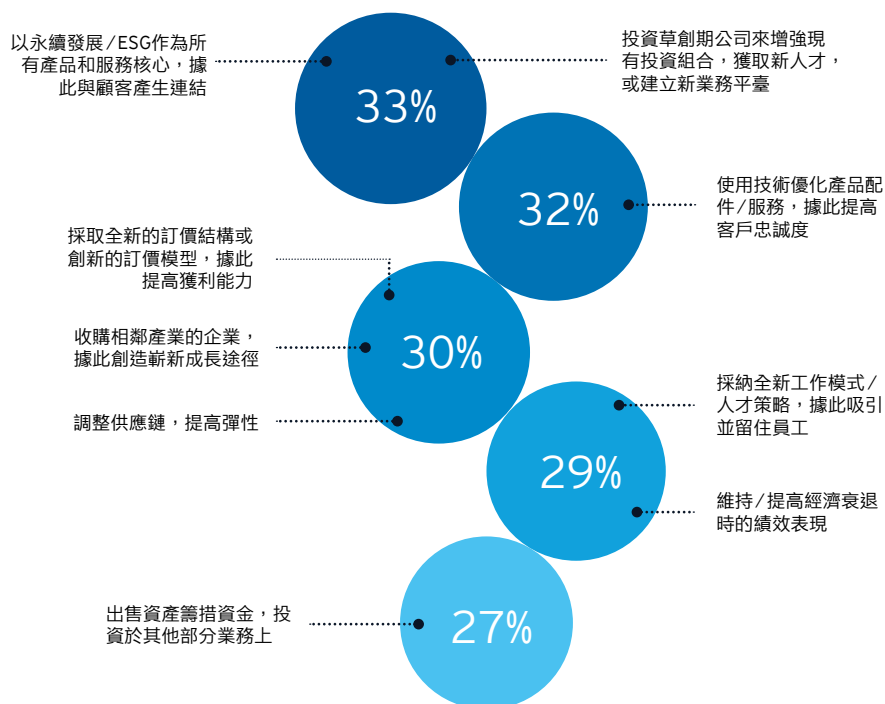 以永續發展/ESG作為所
有產品和服務核心，據
此與顧客產生連結
33%
投資草創期公司來增強現
有投資組合，獲取新人才，
或建立新業務平臺
32%
使用技術優化產品配
件/服務，據此提高
客戶忠誠度
採取全新的訂價結構或
創新的訂價模型，據此
提高獲利能力
收購相鄰產業的企業，
據此創造嶄新成長途徑
調整供應鏈，提高彈性
30%
採納全新工作模式/
人才策略，據此吸引
並留住員工
29%
維持/提高經濟衰退
時的績效表現
出售資產籌措資金，投
資於其他部分業務上
27%